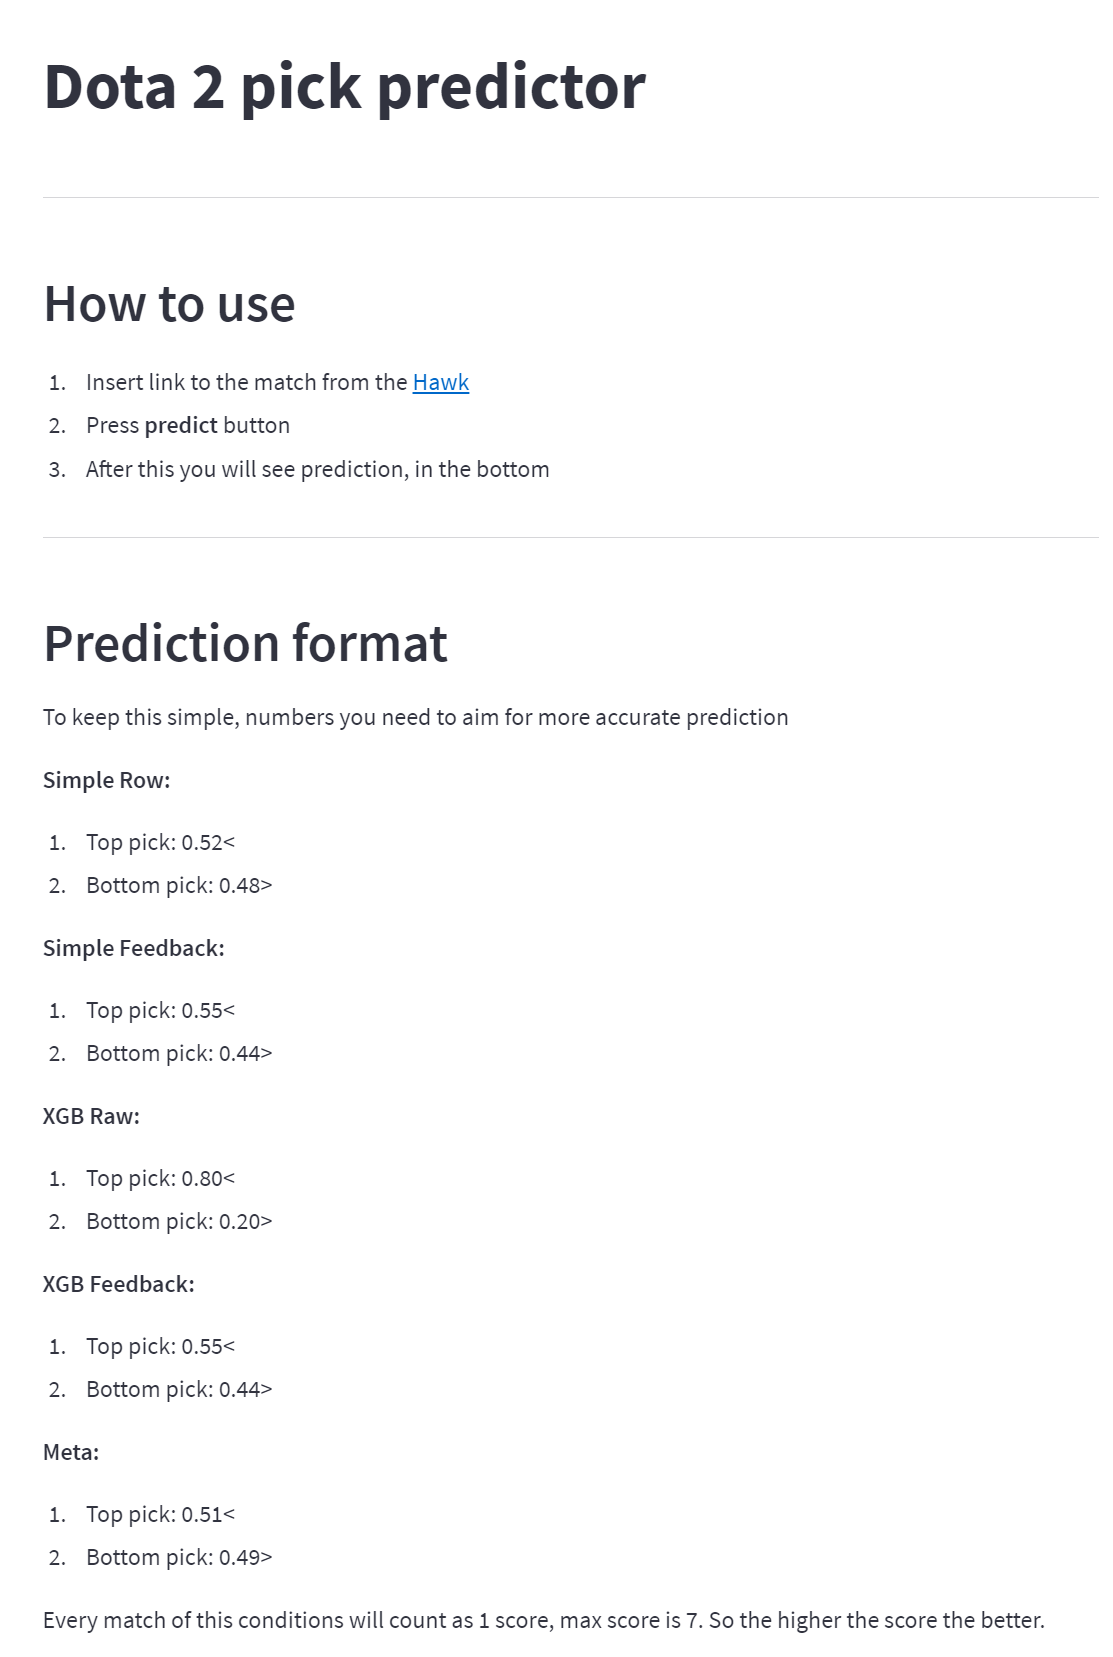 Dota 2 pick predictor
How to use
1. Insert link to the match from the Hawk
2. Press predict button
3. After this you will see prediction, in the bottom
Prediction format
To keep this simple, numbers you need to aim for more accurate prediction
Simple Row:
1. Top pick: 0.52<
2. Bottom pick: 0.48>
Simple Feedback:
1. Top pick: 0.55<
2. Bottom pick: 0.44>
XGB Raw:
1. Top pick: 0.80<
2. Bottom pick: 0.20>
XGB Feedback:
1. Top pick: 0.55<
2. Bottom pick: 0.44>
Meta:
1. Top pick: 0.51<
2. Bottom pick: 0.49>
Every match of this conditions will count as 1 score, max score is 7. So the higher the score the better.